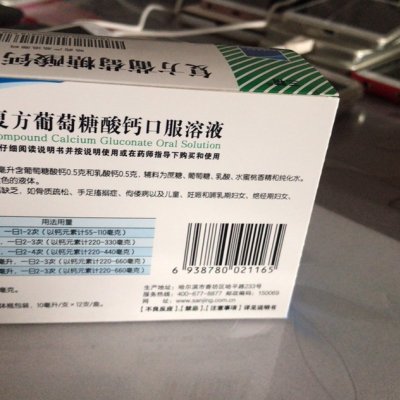 复方葡萄糖酸钙
复方葡萄糖酸钙口服溶液
Compound Calcium Gluconate Oral Solution
仔细阅读说明书并按说明使用或在药师指导下购买和使用
毫升含葡萄糖酸钙0.5克和乳酸钙0.5克，辅料为蔗糖、葡萄糖、乳酸、水蜜桃香精和纯化水。
色的液体。
缺乏，如骨质疏松、手足搐搦症、佝偻病以及儿童、妊娠和哺乳期妇女、绝经期妇女、
用法用量
一日1-2次（以钙元素计55-110毫克）
一日2-3次（以钙元素计220-330毫克）
一日2-4次（以钙元素计220-440毫克）
毫升，一日2-3次（以钙元素计220-660毫克）
毫升，一日2-3次（以钙元素计220-660毫克）
毫克。
体瓶包装，10毫升/支×12支/盒。
6 938780 021165
生产地址：哈尔滨市香坊区哈平路233号
服务热线：400-677-8877 邮政编码：150069
网址：www.sanjing.com.cn
【不良反应】、【禁忌】、【注意事项】详见说明书